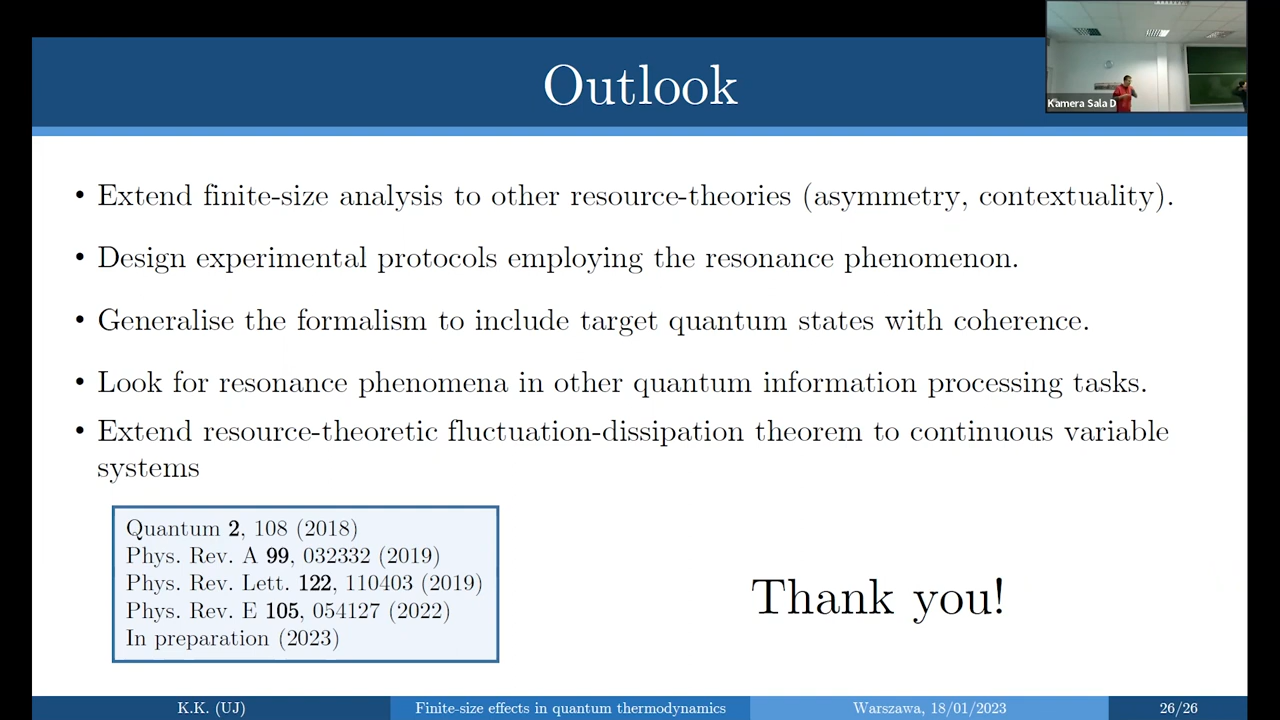 Outlook
Kamera Sala D
• Extend finite-size analysis to other resource-theories (asymmetry, contextuality).
• Design experimental protocols employing the resonance phenomenon.
• Generalise the formalism to include target quantum states with coherence.
• Look for resonance phenomena in other quantum information processing tasks.
• Extend resource-theoretic fluctuation-dissipation theorem to continuous variable
systems
Quantum 2, 108 (2018)
Phys. Rev. A 99, 032332 (2019)
Phys. Rev. Lett. 122, 110403 (2019)
Phys. Rev. E 105, 054127 (2022)
In preparation (2023)
Thank you!
K.K. (UJ)
Finite-size effects in quantum thermodynamics
Warszawa, 18/01/2023
26/26